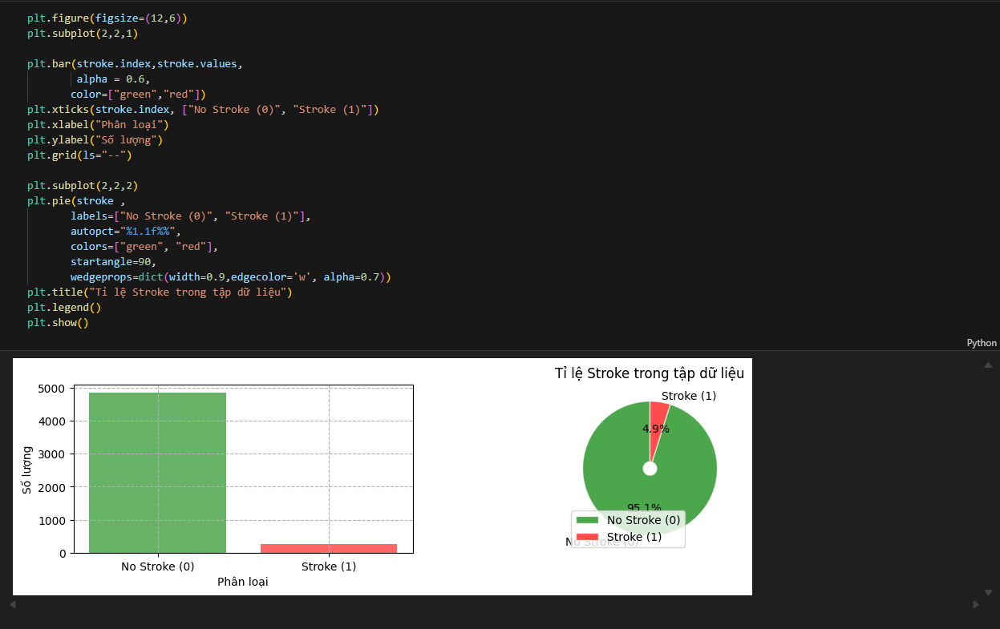 plt.figure(figsize=(12,6))
plt.subplot(2,2,1)
plt.bar(stroke.index,stroke.values,
alpha = 0.6,
color=["green","red"])
plt.xticks(stroke.index, ["No Stroke (0)", "Stroke (1)"])
plt.xlabel("Phân loại")
plt.ylabel("Số lượng")
plt.grid(ls="--")
plt.subplot(2,2,2)
plt.pie(stroke ,
labels=["No Stroke (0)", "Stroke (1)"],
autopct="%1.1f%%",
colors=["green", "red"],
startangle=90,
wedgeprops=dict(width=0.9,edgecolor='w', alpha=0.7))
plt.title("Tỉ lệ Stroke trong tập dữ liệu")
plt.legend()
plt.show()
Python
5000
4000
3000
2000
1000
0
Số lượng
No Stroke (0)
Stroke (1)
Phân loại
Tỉ lệ Stroke trong tập dữ liệu
Stroke (1)
4.9%
95.1%
No Stroke (0)
Stroke (1)
No Stroke (0)